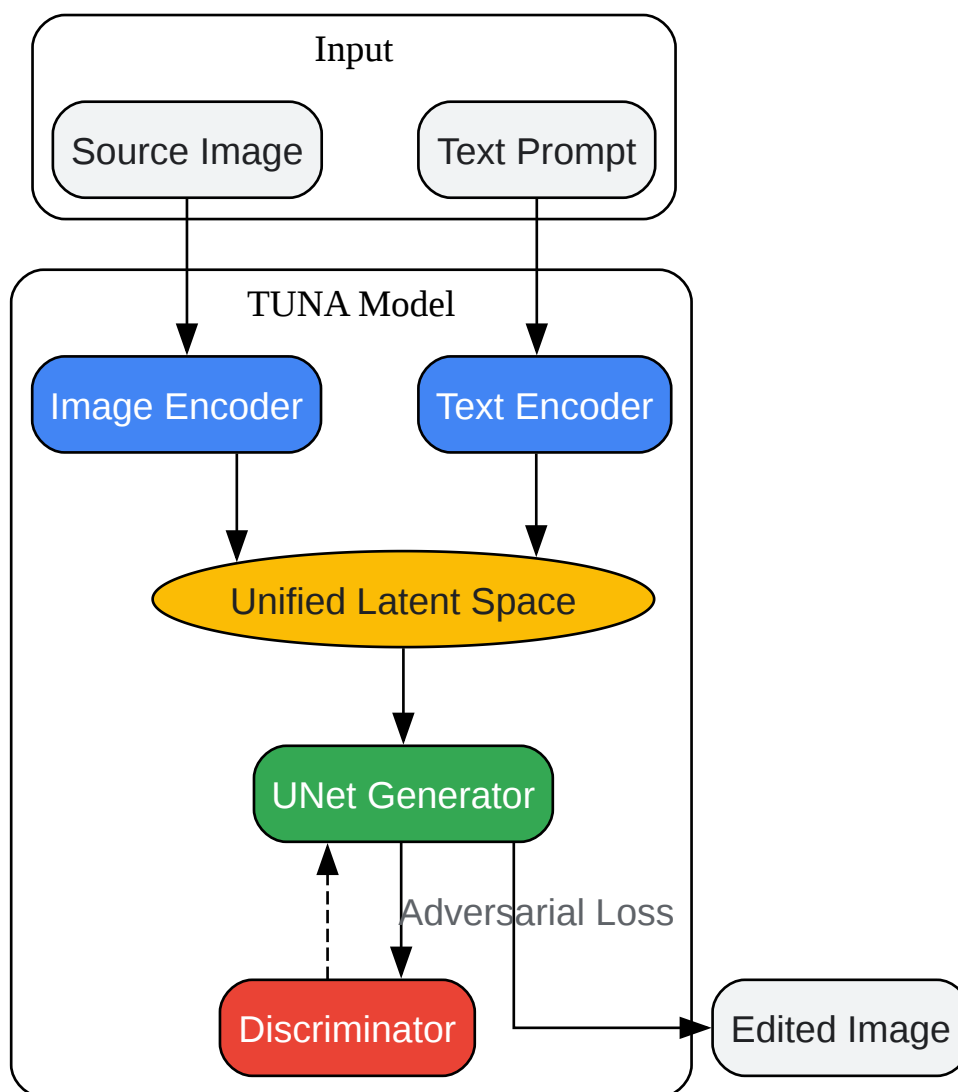 Input
Source Image
Text Prompt
TUNA Model
Image Encoder
Text Encoder
Unified Latent Space
UNet Generator
Adversarial Loss
Discriminator
Edited Image